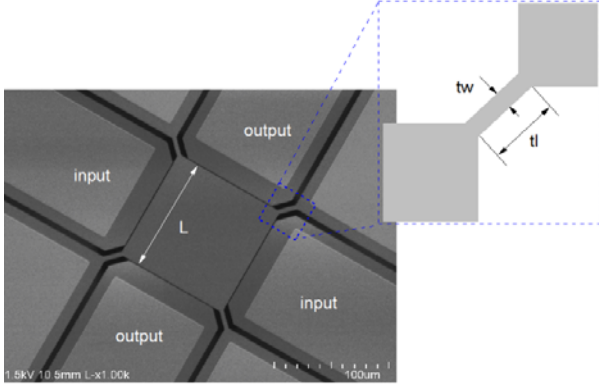 tw
tl
output
input
L
input
output
1.5kV 10.5mm L-x1.00k
100um